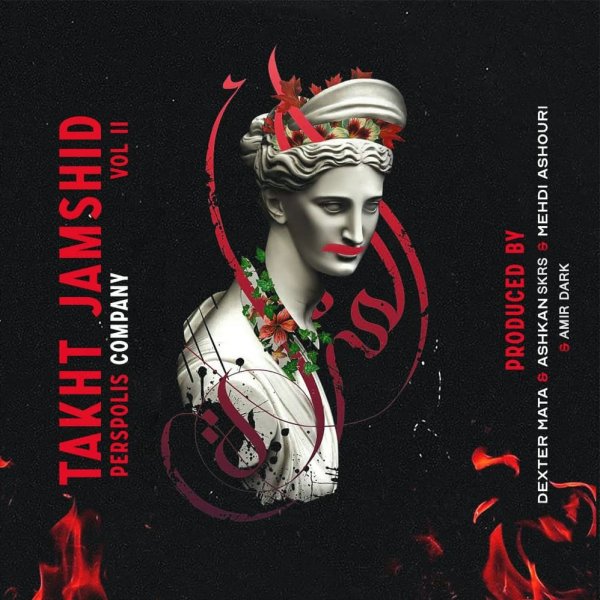 TAKHT JAMSHID
VOL II
PERSPOLIS COMPANY
PRODUCED BY
DEXTER MATA & ASHKAN SKRS & MEHDI ASHOURI
& AMIR DARK